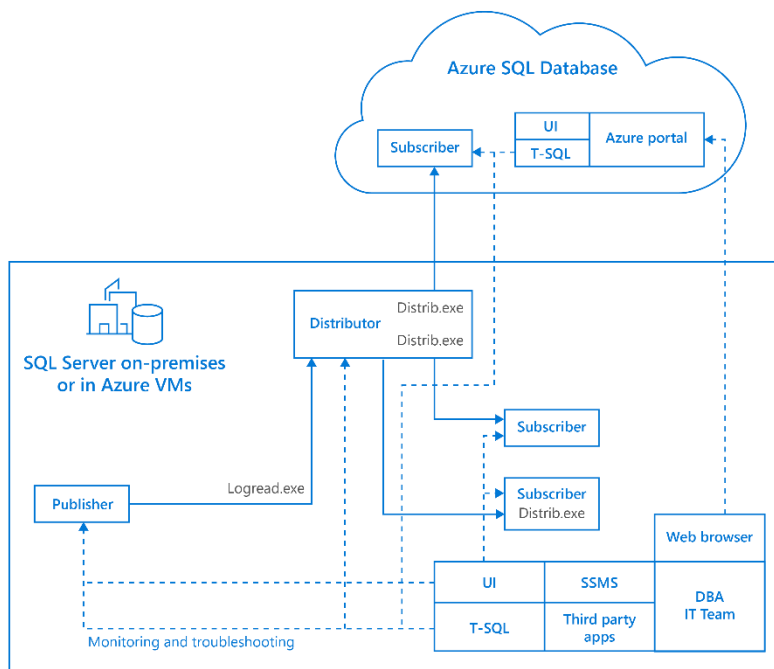 Azure SQL Database
UI
Azure portal
Subscriber
T-SQL
Distrib.exe
Distributor
Distrib.exe
SQL Server on-premises
or in Azure VMs
Subscriber
Logread.exe
Publisher
Subscriber
Distrib.exe
Web browser
UI
SSMS
DBA
IT Team
T-SQL
Third party
apps
Monitoring and troubleshooting